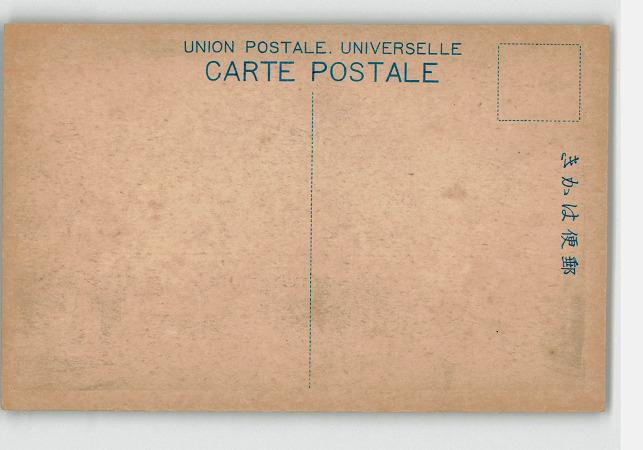 UNION POSTALE. UNIVERSELLE
CARTE POSTALE
きかは便郵